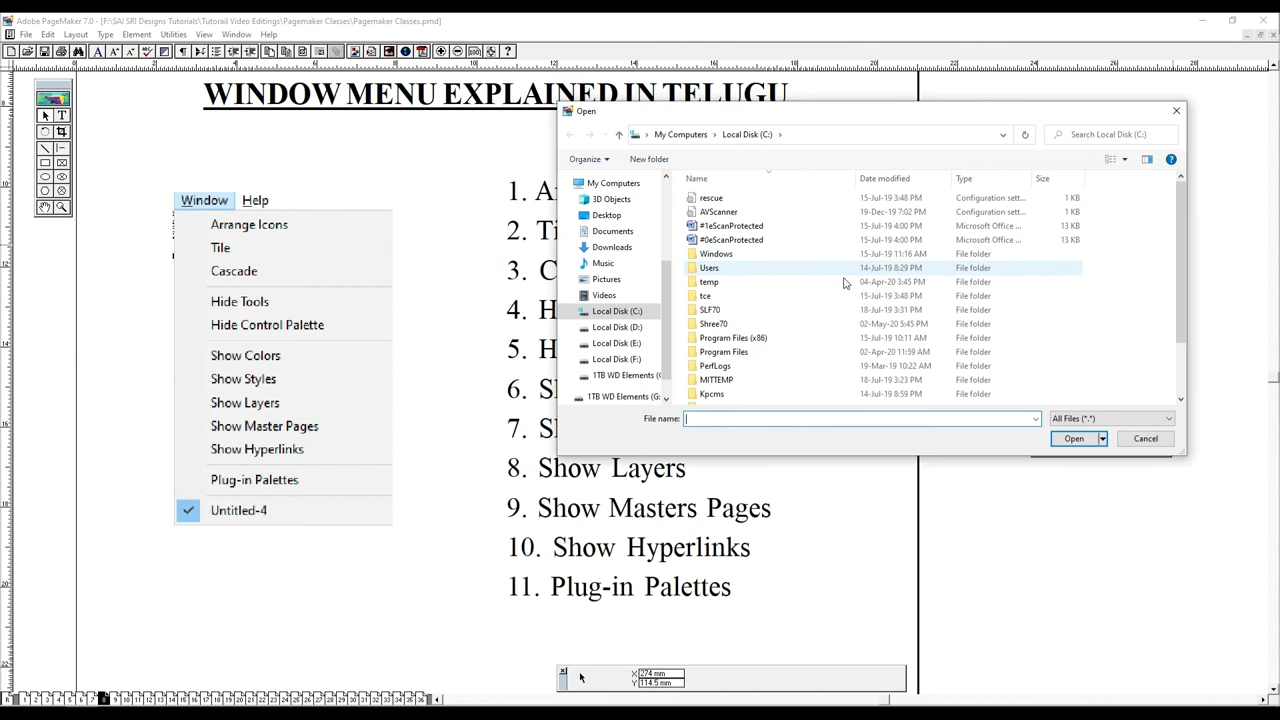 Adobe PageMaker 7.0 - [F:\SAI SRI Designs Tutorials\Tutorail Video Editings\Pagemaker Classes\Pagemaker Classes.pmd]
File Edit Layout Type Element Utilities View Window Help
WINDOW MENU EXPLAINED IN TELUGU
Window Help
Arrange Icons
Tile
Cascade
Hide Tools
Hide Control Palette
Show Colors
Show Styles
Show Layers
Show Master Pages
Show Hyperlinks
Plug-in Palettes
Untitled-4
1.
2.
3.
4.
5.
6.
7.
8. Show Layers
9. Show Masters Pages
10. Show Hyperlinks
11. Plug-in Palettes
Open
My Computers > Local Disk (C:) >
Search Local Disk (C:)
Organize New folder
My Computers
3D Objects
Desktop
Documents
Downloads
Music
Pictures
Videos
Local Disk (C:)
Local Disk (D:)
Local Disk (E:)
Local Disk (F:)
1TB WD Elements (
1TB WD Elements (G:
Name Date modified Type Size
rescue 15-Jul-19 3:48 PM Configuration sett... 1 KB
AVScanner 19-Dec-19 7:02 PM Configuration sett... 1 KB
#1eScanProtected 15-Jul-19 4:00 PM Microsoft Office ... 13 KB
#0eScanProtected 15-Jul-19 4:00 PM Microsoft Office ... 13 KB
Windows 15-Jul-19 11:16 AM File folder
Users 14-Jul-19 8:29 PM File folder
temp 04-Apr-20 3:45 PM File folder
tce 15-Jul-19 3:48 PM File folder
SLF70 18-Jul-19 3:31 PM File folder
Shree70 02-May-20 5:45 PM File folder
Program Files (x86) 15-Jul-19 10:11 AM File folder
Program Files 02-Apr-20 11:59 AM File folder
PerfLogs 19-Mar-19 10:22 AM File folder
MITTEMP 18-Jul-19 3:23 PM File folder
Kpcms 14-Jul-19 8:59 PM File folder
File name: All Files (*.*)
Open Cancel
X 274 mm
Y 114.5 mm